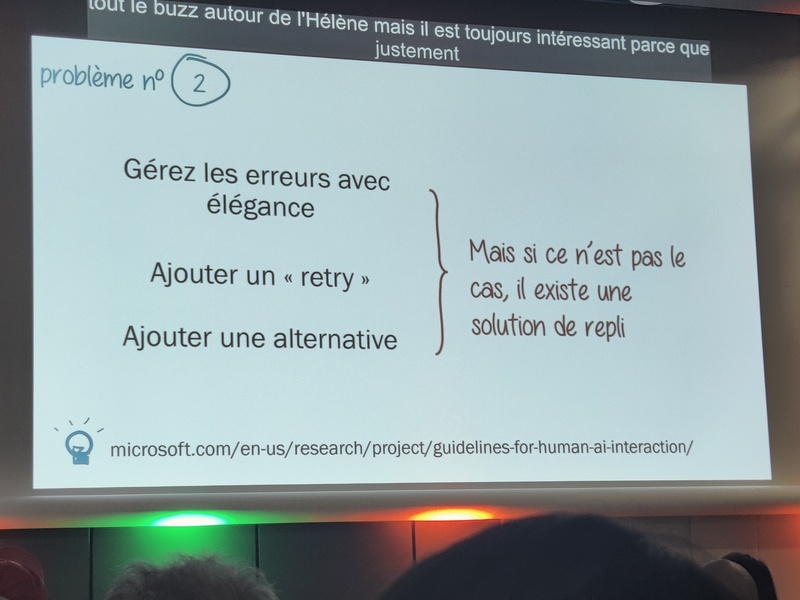 tout le buzz autour de l'Hélène mais il est toujours intéressant parce que
justement
problème nº 2
Gérez les erreurs avec
élégance
Ajouter un « retry »
Ajouter une alternative
Mais si ce n'est pas le
cas, il existe une
solution de repli
microsoft.com/en-us/research/project/guidelines-for-human-ai-interaction/